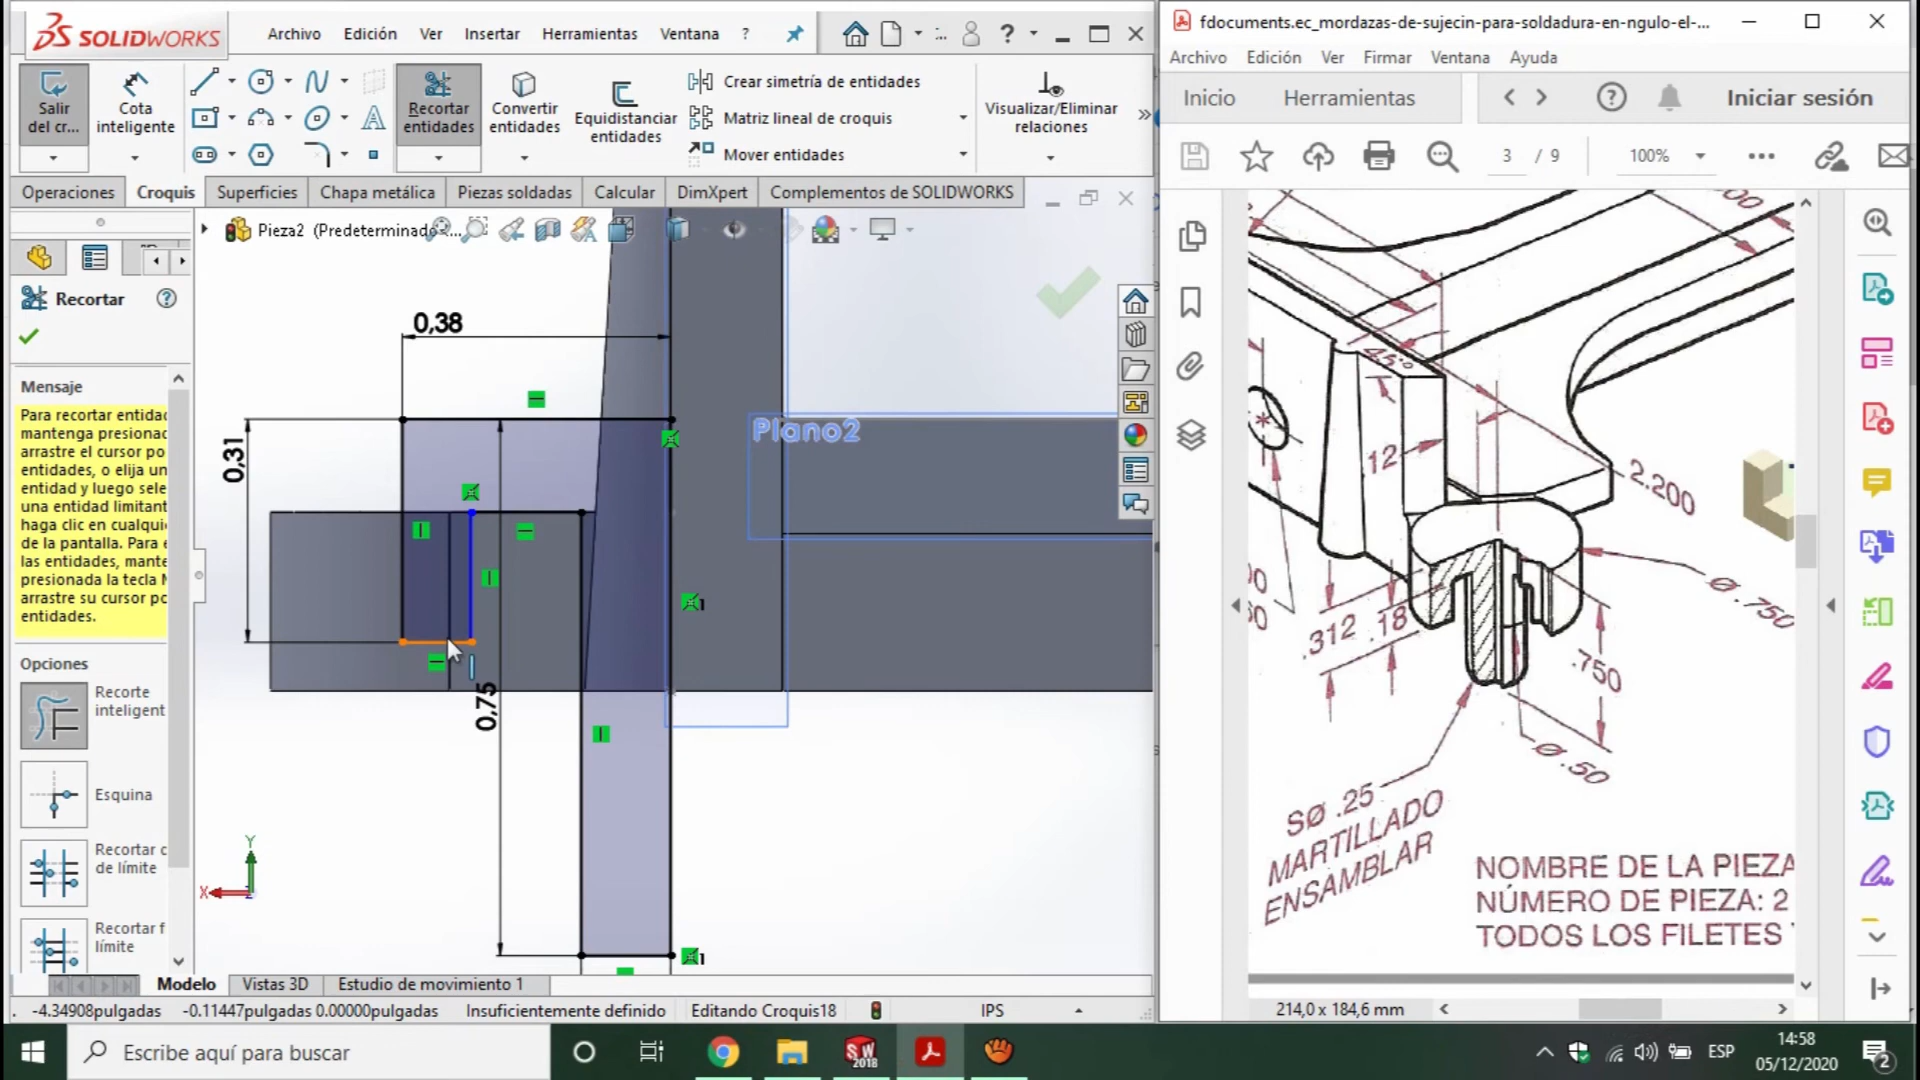 SOLIDWORKS
Archivo Edición Ver Insertar Herramientas Ventana ?
Salir del cr...
Cota inteligente
Recortar entidades
Convertir entidades
Equidistanciar entidades
Crear simetría de entidades
Matriz lineal de croquis
Mover entidades
Visualizar/Eliminar relaciones
Operaciones Croquis Superficies Chapa metálica Piezas soldadas Calcular DimXpert Complementos de SOLIDWORKS
Pieza2 (Predeterminado...
Recortar
Mensaje
Para recortar entidad
mantenga presionac
arrastre el cursor po
entidades, o elija un
entidad y luego sele
una entidad limitant
haga clic en cualquie
de la pantalla. Para e
las entidades, mante
presionada la tecla M
arrastre su cursor po
entidades.
Opciones
Recorte
inteligent
Esquina
Recortar c
de límite
Recortar f
límite
0,38
0,31
0,75
Plano2
1
1
Y
X
Modelo Vistas 3D Estudio de movimiento 1
-4.34908pulgadas -0.11447pulgadas 0.00000pulgadas Insuficientemente definido Editando Croquis18 IPS
fdocuments.ec_mordazas-de-sujecin-para-soldadura-en-ngulo-el-...
Archivo Edición Ver Firmar Ventana Ayuda
Inicio Herramientas Iniciar sesión
3 / 9 100%
45°
12
2.200
Ø.750
.312 .18
.750
Ø.50
SØ .25
MARTILLADO
ENSAMBLAR
NOMBRE DE LA PIEZA
NÚMERO DE PIEZA: 2
TODOS LOS FILETES
214,0 x 184,6 mm
Escribe aquí para buscar
SW
2018
ESP
14:58
05/12/2020
2